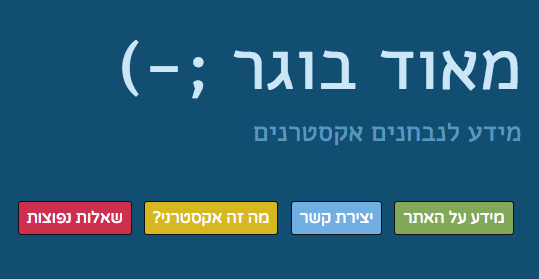 מאוד בוגר ;-)
מידע לנבחנים אקסטרנים
מידע על האתר
יצירת קשר
מה זה אקסטרני?
שאלות נפוצות